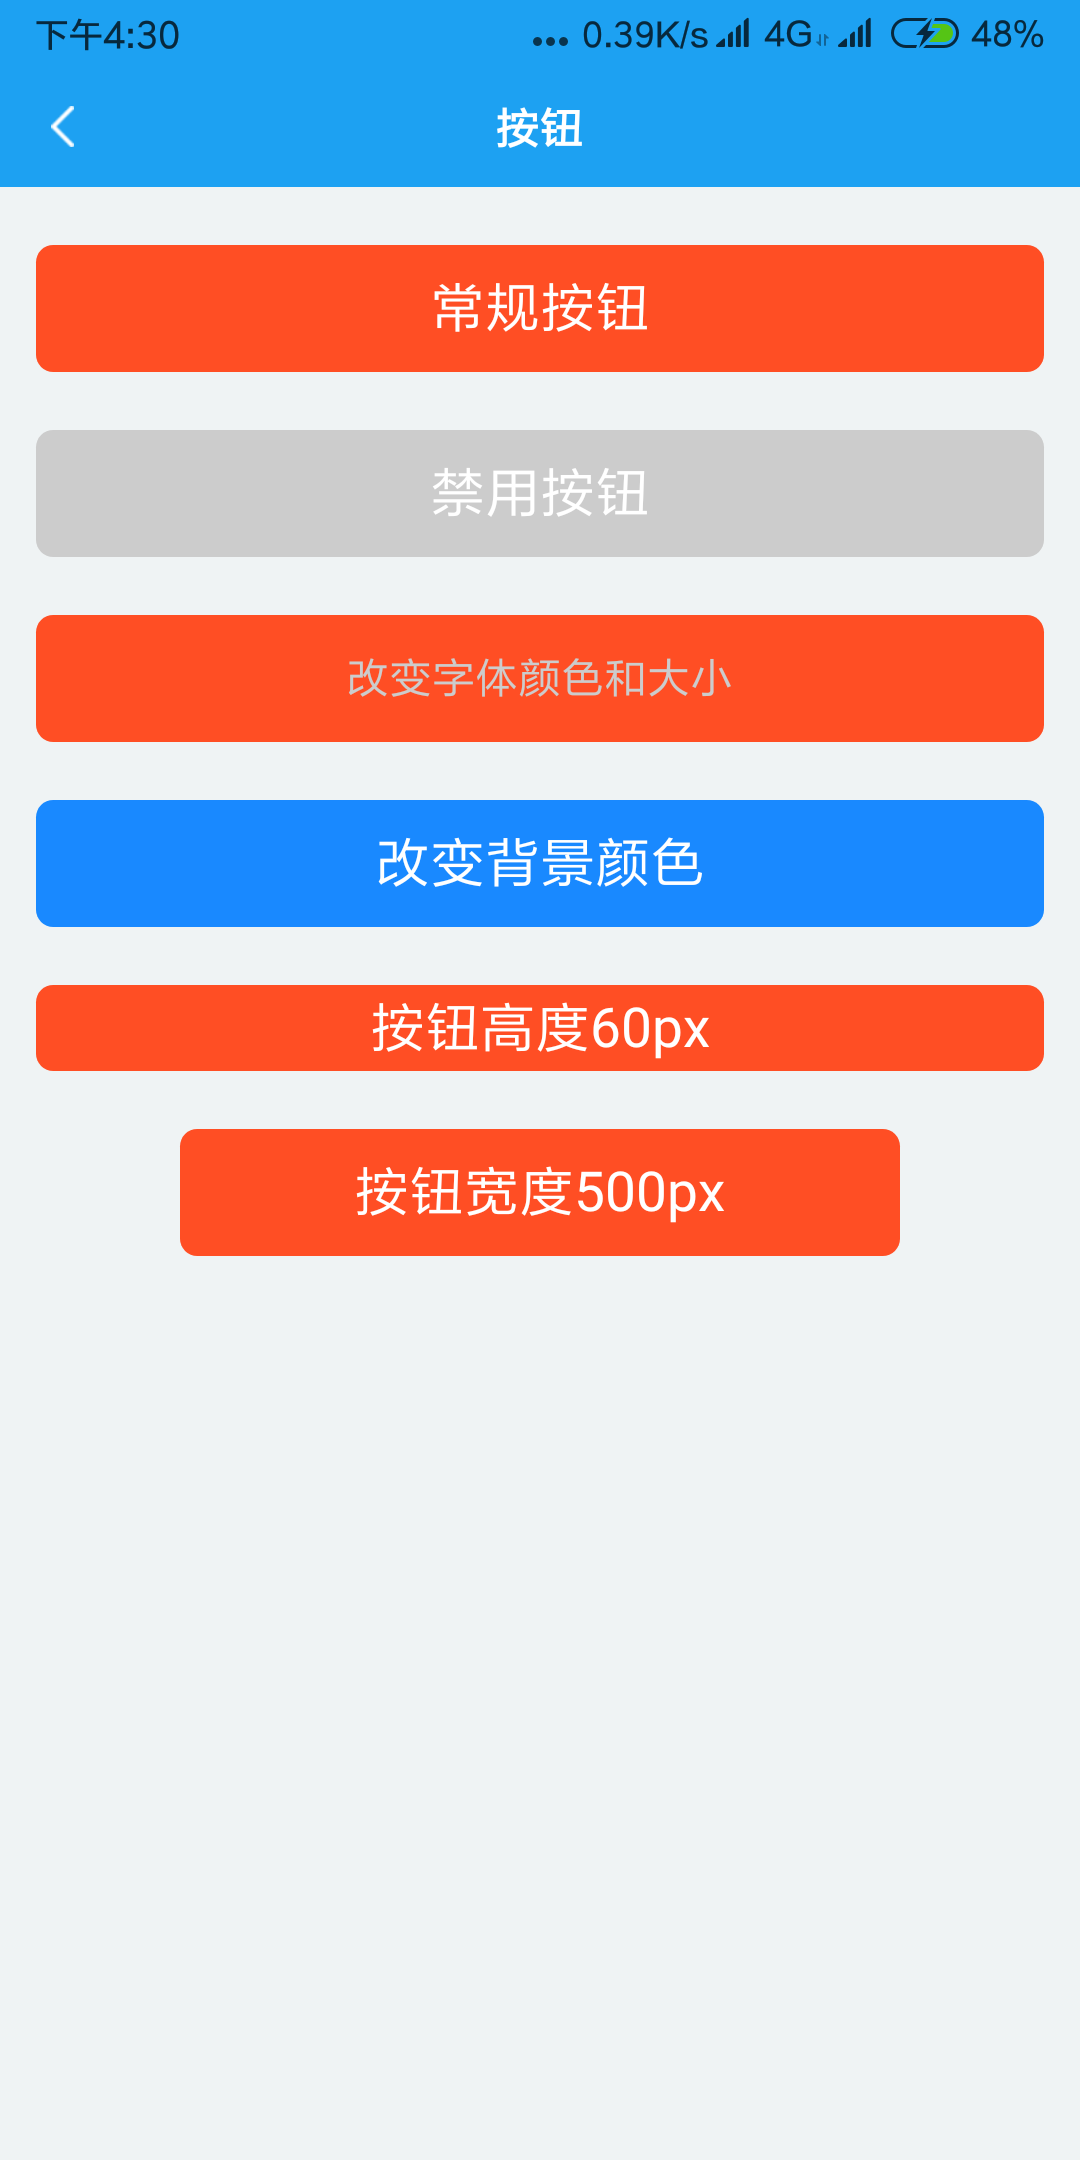 下午4:30 ... 0.39K/s 4G 48%
按钮
常规按钮
禁用按钮
改变字体颜色和大小
改变背景颜色
按钮高度60px
按钮宽度500px